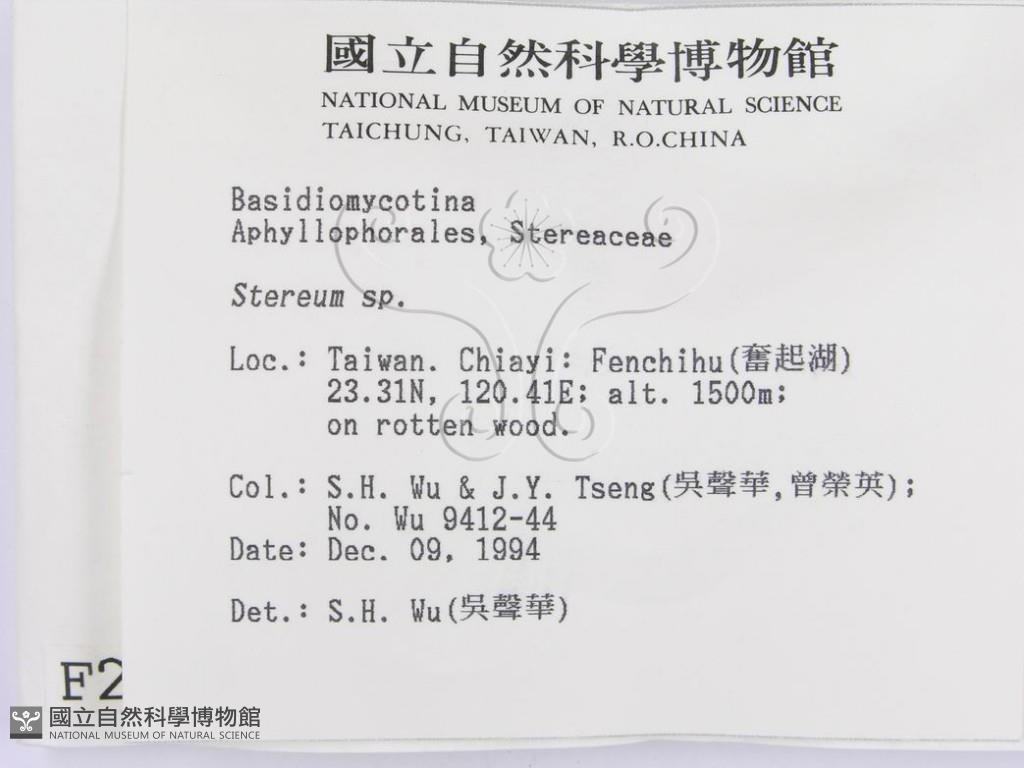 國立自然科學博物館
NATIONAL MUSEUM OF NATURAL SCIENCE
TAICHUNG, TAIWAN, R.O.CHINA
Basidiomycotina
Aphyllophorales, Stereaceae
Stereum sp.
Loc.: Taiwan. Chiayi: Fenchihu(奮起湖)
23.31N, 120.41E; alt. 1500m;
on rotten wood.
Col.: S.H. Wu & J.Y. Tseng(吳聲華,曾榮英);
No. Wu 9412-44
Date: Dec. 09, 1994
Det.: S.H. Wu(吳聲華)
F2
國立自然科學博物館
NATIONAL MUSEUM OF NATURAL SCIENCE